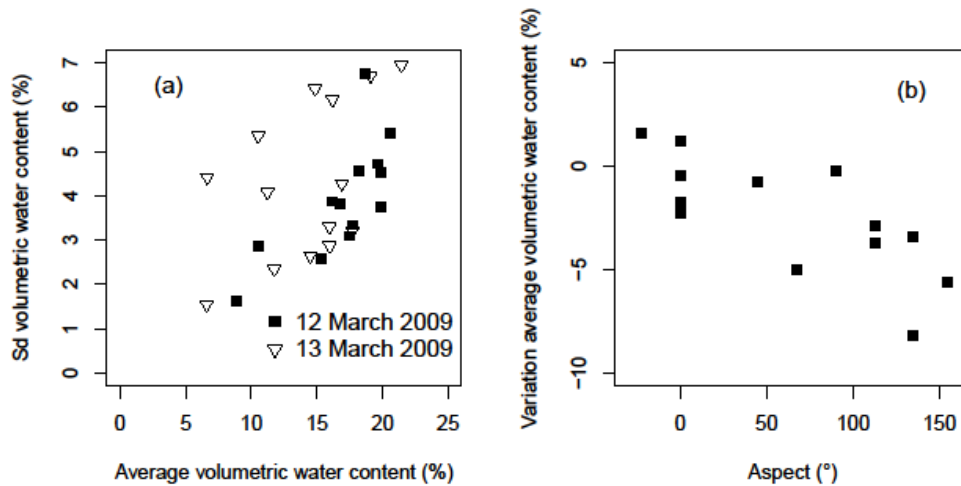 Sd volumetric water content (%)
7
6
5
4
3
2
1
0
(a)
12 March 2009
13 March 2009
0 5 10 15 20 25
Average volumetric water content (%)
Variation average volumetric water content (%)
5
0
−5
−10
(b)
0 50 100 150
Aspect (°)